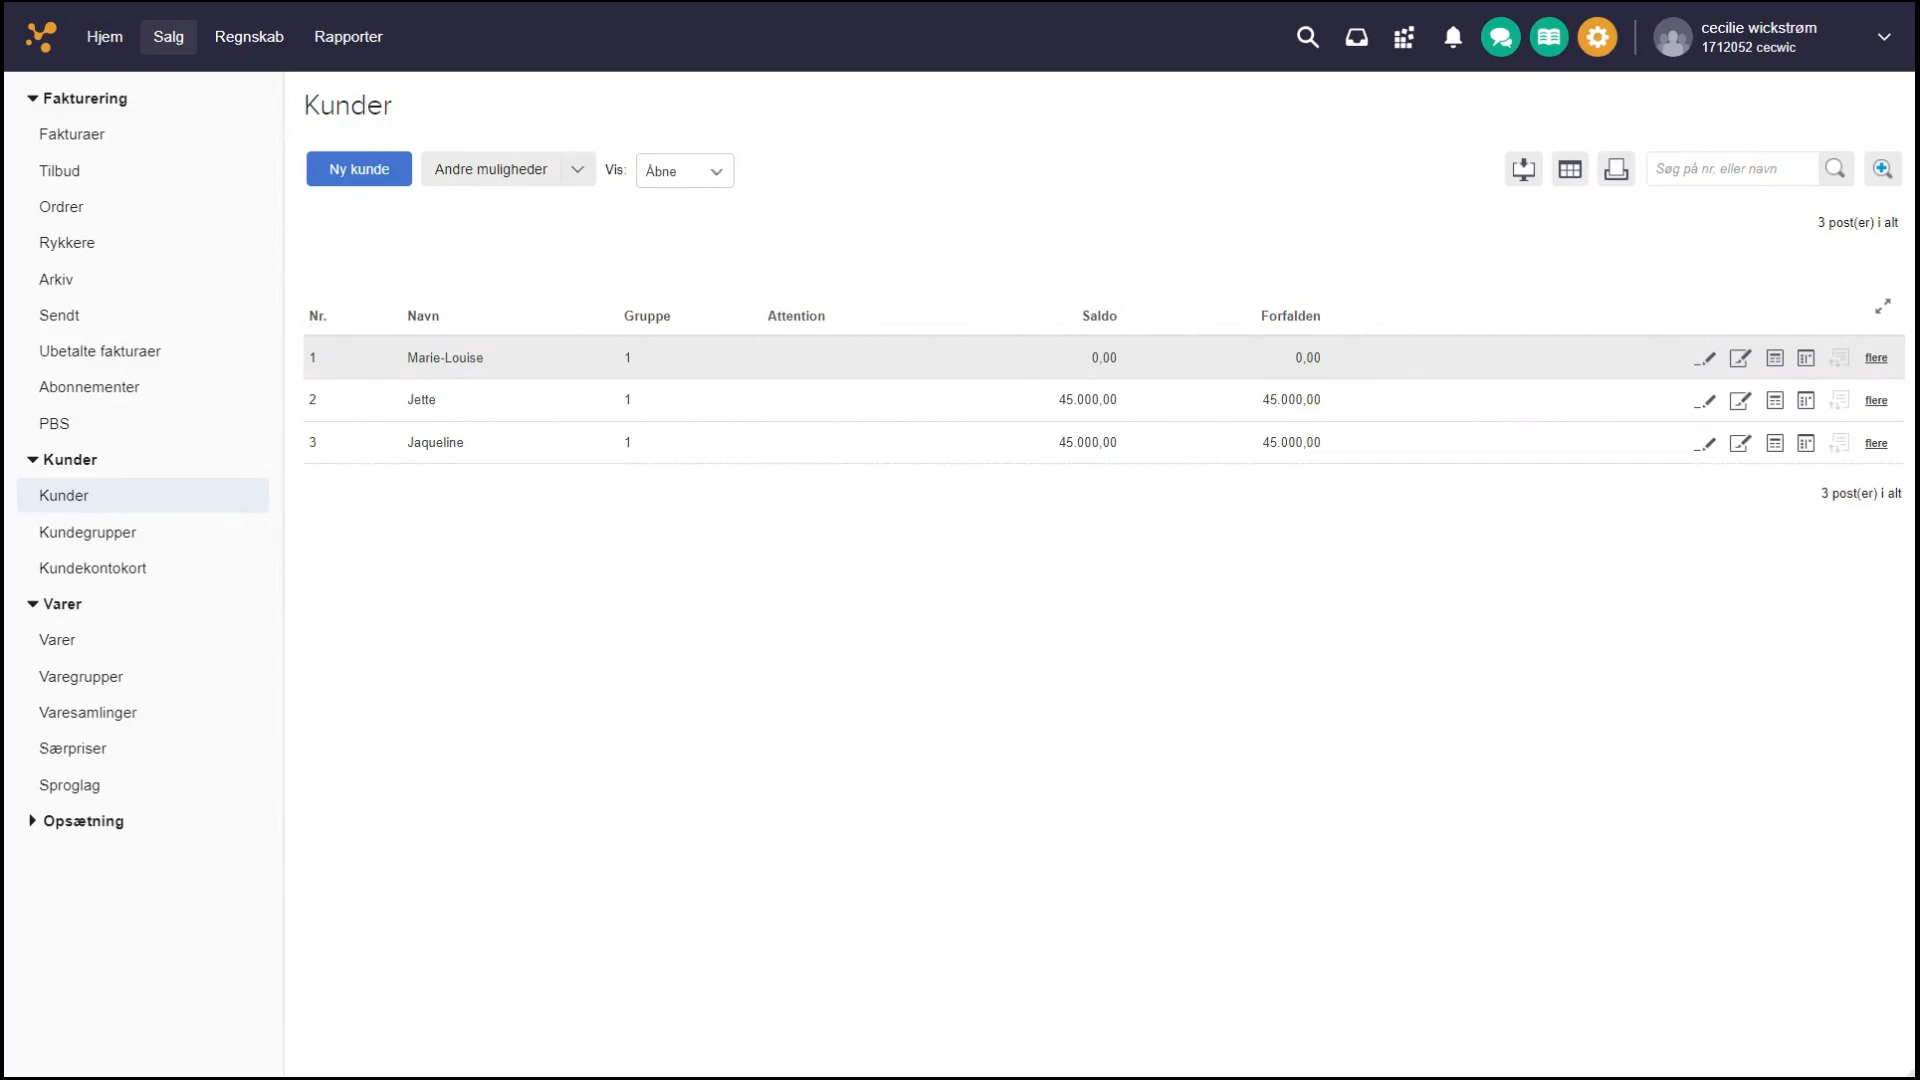 Hjem Salg Regnskab Rapporter
cecilie wickstrøm
1712052 cecwic
Fakturering
Fakturaer
Tilbud
Ordrer
Rykkere
Arkiv
Sendt
Ubetalte fakturaer
Abonnementer
PBS
Kunder
Kunder
Kundegrupper
Kundekontokort
Varer
Varer
Varegrupper
Varesamlinger
Særpriser
Sproglag
Opsætning
Kunder
Ny kunde Andre muligheder Vis: Åbne Søg på nr. eller navn
3 post(er) i alt
Nr. Navn Gruppe Attention Saldo Forfalden
1 Marie-Louise 1 0,00 0,00 flere
2 Jette 1 45.000,00 45.000,00 flere
3 Jaqueline 1 45.000,00 45.000,00 flere
3 post(er) i alt